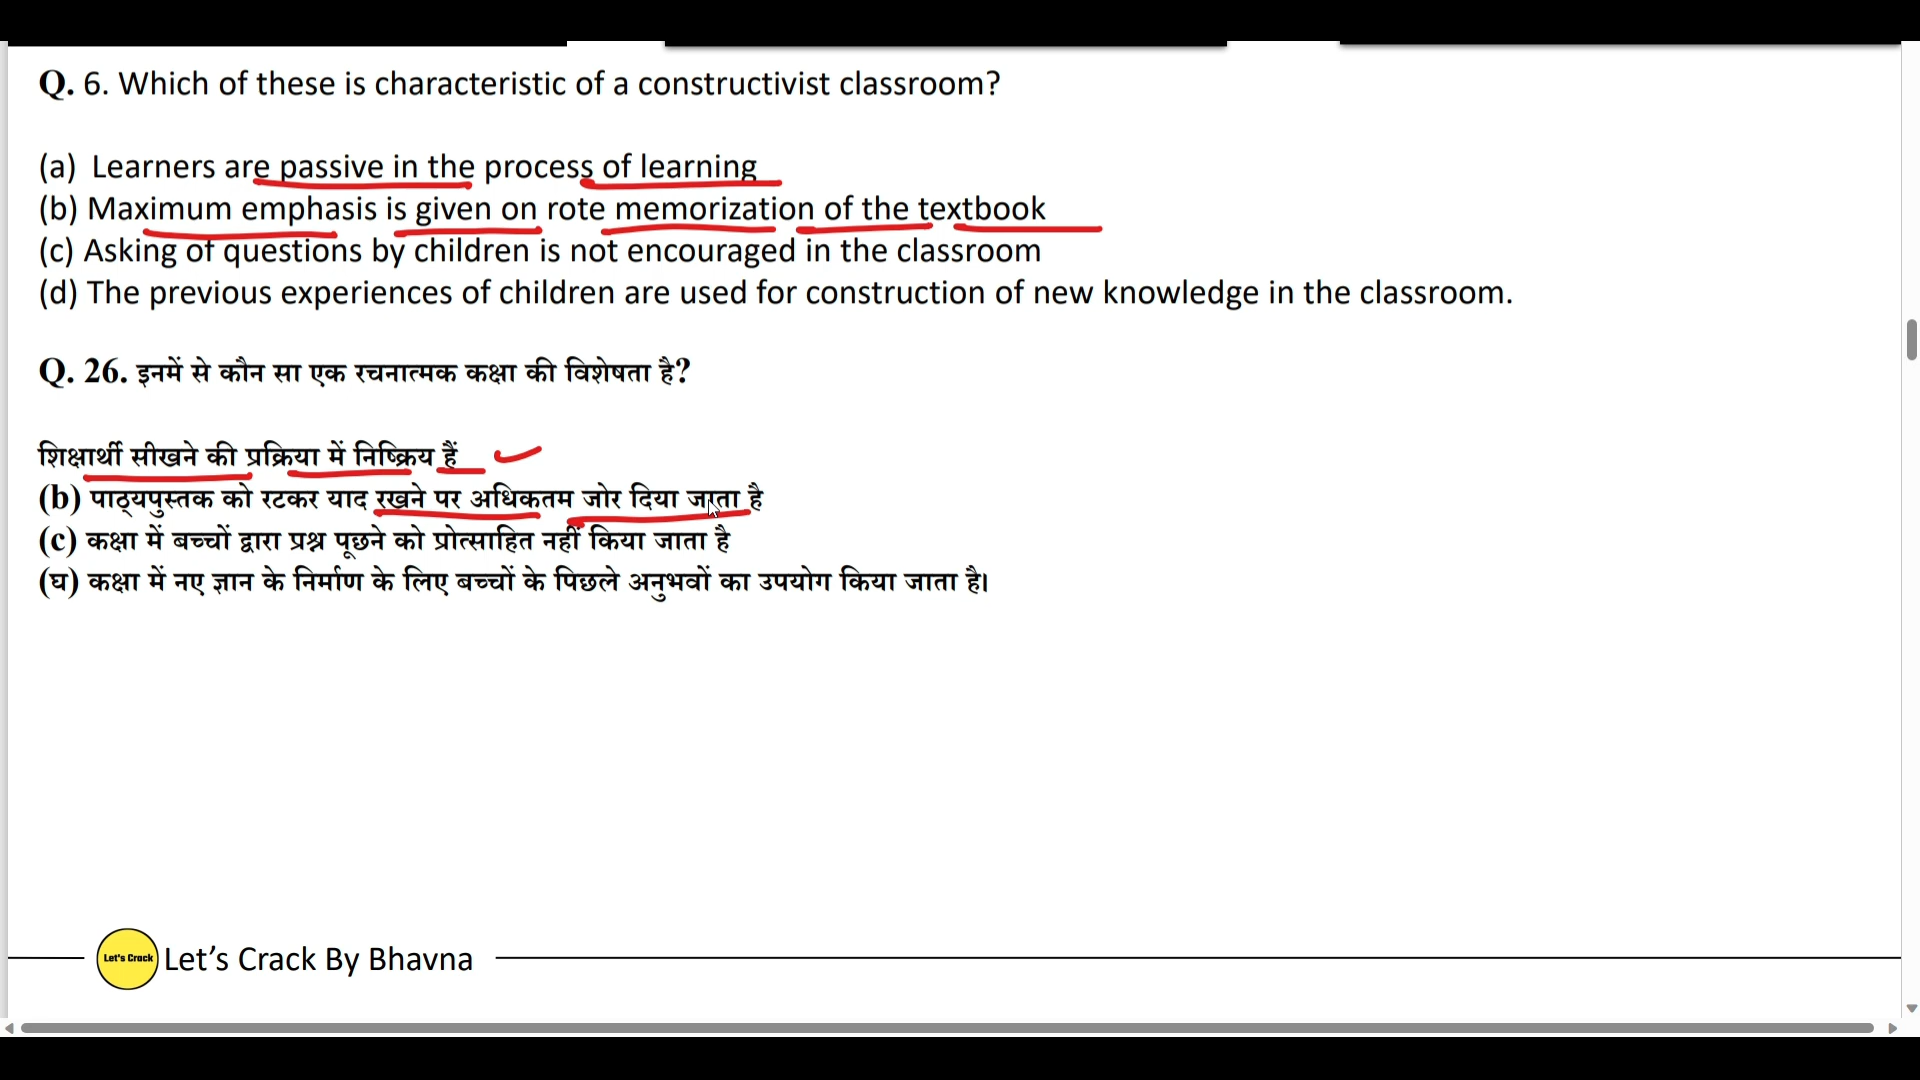 Q. 6. Which of these is characteristic of a constructivist classroom?
(a) Learners are passive in the process of learning
(b) Maximum emphasis is given on rote memorization of the textbook
(c) Asking of questions by children is not encouraged in the classroom
(d) The previous experiences of children are used for construction of new knowledge in the classroom.
Q. 26. इनमें से कौन सा एक रचनात्मक कक्षा की विशेषता है?
शिक्षार्थी सीखने की प्रक्रिया में निष्क्रिय हैं
(b) पाठ्यपुस्तक को रटकर याद रखने पर अधिकतम जोर दिया जाता है
(c) कक्षा में बच्चों द्वारा प्रश्न पूछने को प्रोत्साहित नहीं किया जाता है
(घ) कक्षा में नए ज्ञान के निर्माण के लिए बच्चों के पिछले अनुभवों का उपयोग किया जाता है।
Let's Crack Let’s Crack By Bhavna